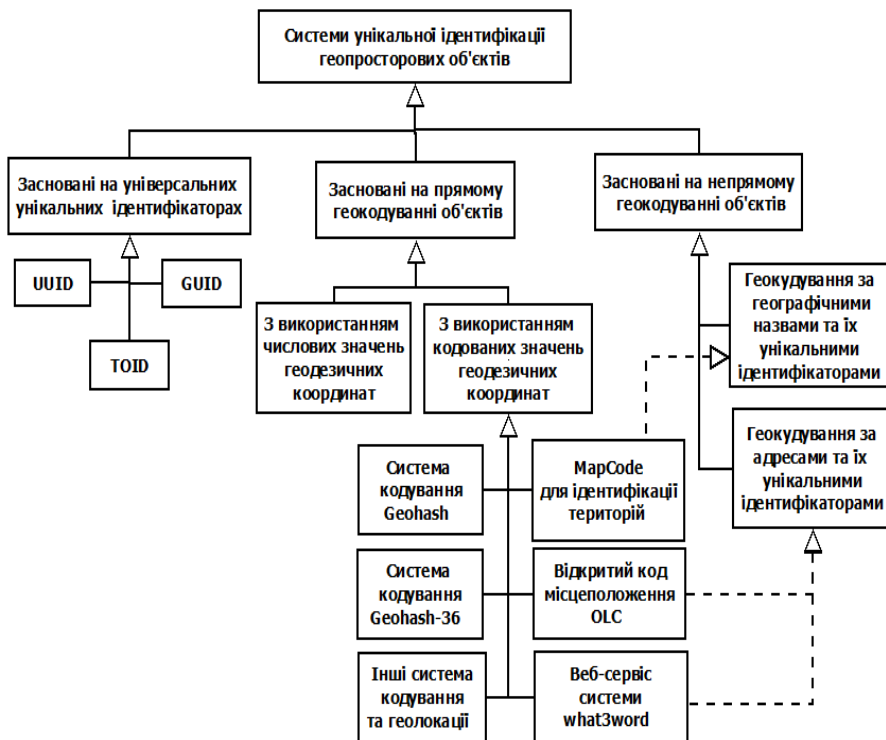 Системи унікальної ідентифікації
геопросторових об'єктів
Засновані на універсальних
унікальних ідентифікаторах
Засновані на прямому
геокодуванні об'єктів
Засновані на непрямому
геокодуванні об'єктів
UUID
GUID
TOID
З використанням
числових значень
геодезичних
координат
З використанням
кодованих значень
геодезичних
координат
Геокудування за
географічними
назвами та їх
унікальними
ідентифікаторами
Геокудування за
адресами та їх
унікальними
ідентифікаторами
Система
кодування
Geohash
MapCode
для ідентифікації
територій
Система
кодування
Geohash-36
Відкритий код
місцеположення
OLC
Інші система
кодування
та геолокації
Веб-сервіс
системи
what3word